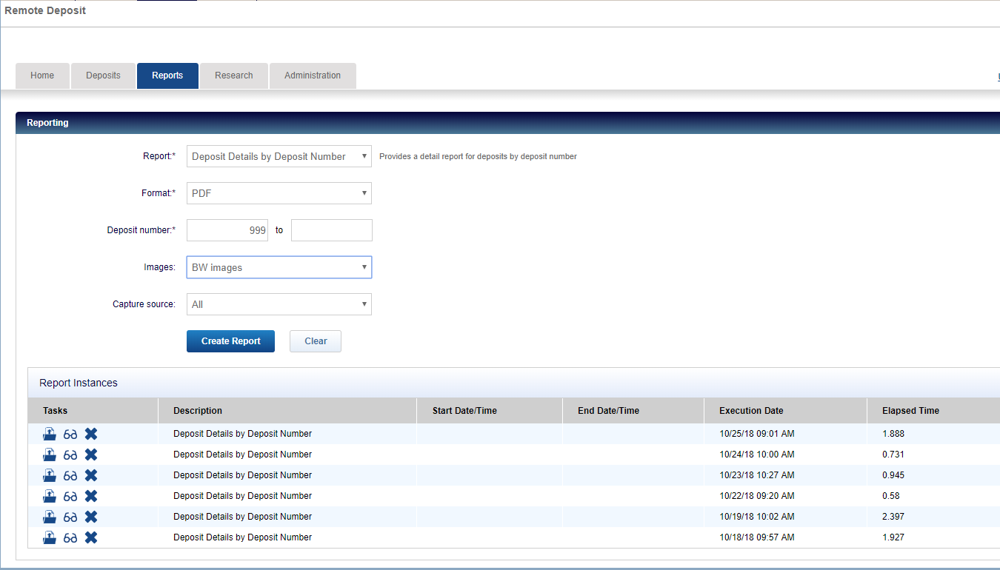 Remote Deposit
Home Deposits Reports Research Administration
Reporting
Report:* Deposit Details by Deposit Number Provides a detail report for deposits by deposit number
Format:* PDF
Deposit number:* 999 to
Images: BW images
Capture source: All
Create Report Clear
Report Instances
Tasks Description Start Date/Time End Date/Time Execution Date Elapsed Time
Deposit Details by Deposit Number 10/25/18 09:01 AM 1.888
Deposit Details by Deposit Number 10/24/18 10:00 AM 0.731
Deposit Details by Deposit Number 10/23/18 10:27 AM 0.945
Deposit Details by Deposit Number 10/22/18 09:20 AM 0.58
Deposit Details by Deposit Number 10/19/18 10:02 AM 2.397
Deposit Details by Deposit Number 10/18/18 09:57 AM 1.927